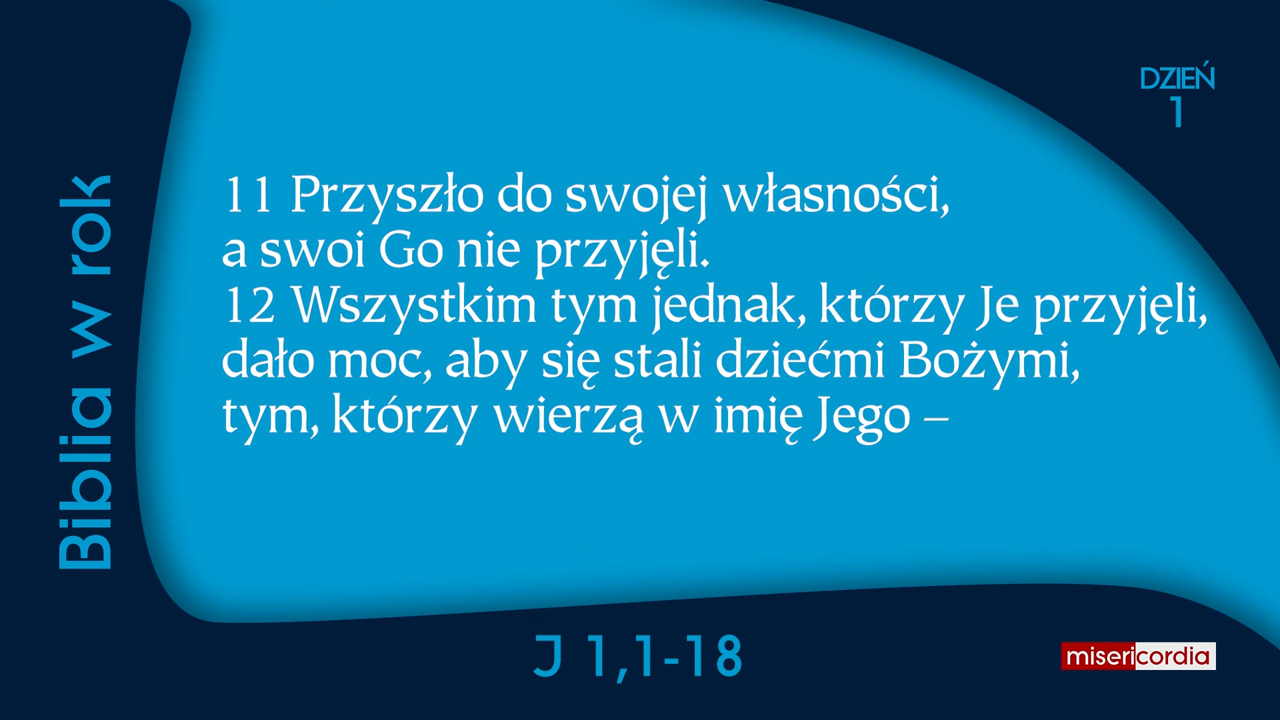 DZIEŃ
1
Biblia w rok
11 Przyszło do swojej własności,
a swoi Go nie przyjęli.
12 Wszystkim tym jednak, którzy Je przyjęli,
dało moc, aby się stali dziećmi Bożymi,
tym, którzy wierzą w imię Jego –
J 1,1-18
misericordia